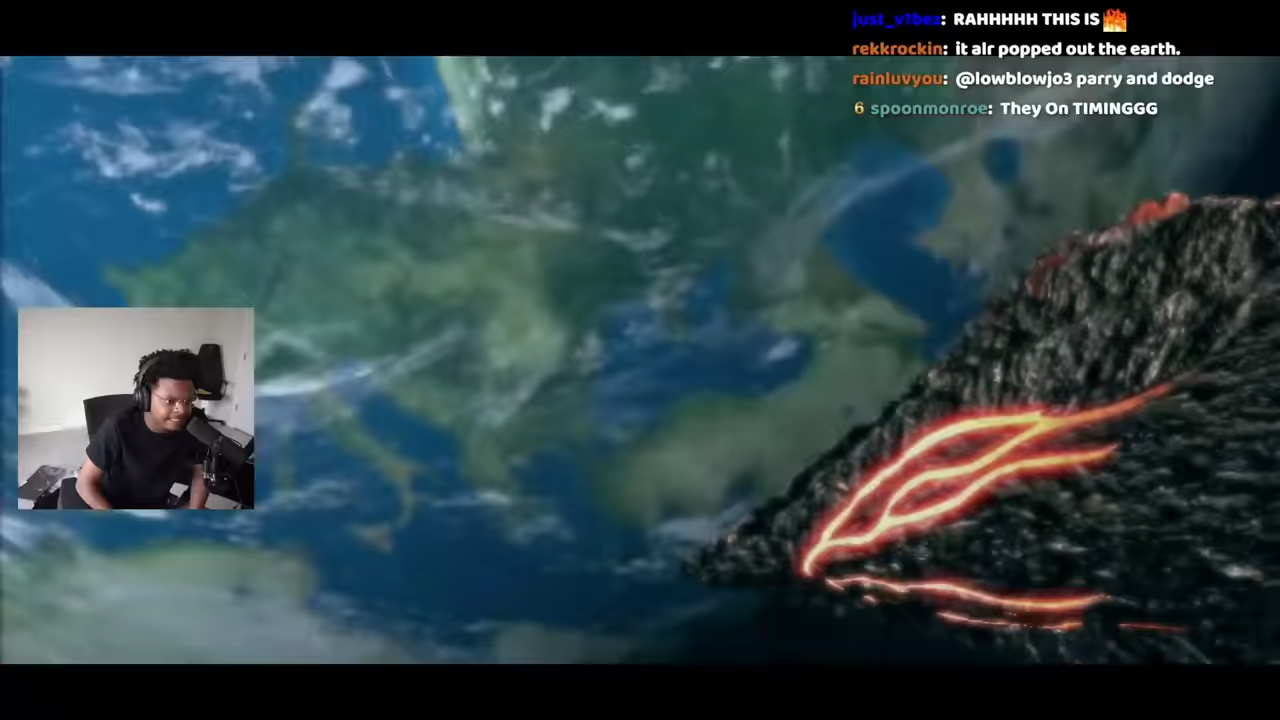 just_v1bez: RAHHHHH THIS IS
rekkrockin: it alr popped out the earth.
rainluvyou: @lowblowjo3 parry and dodge
6 spoonmonroe: They On TIMINGGG